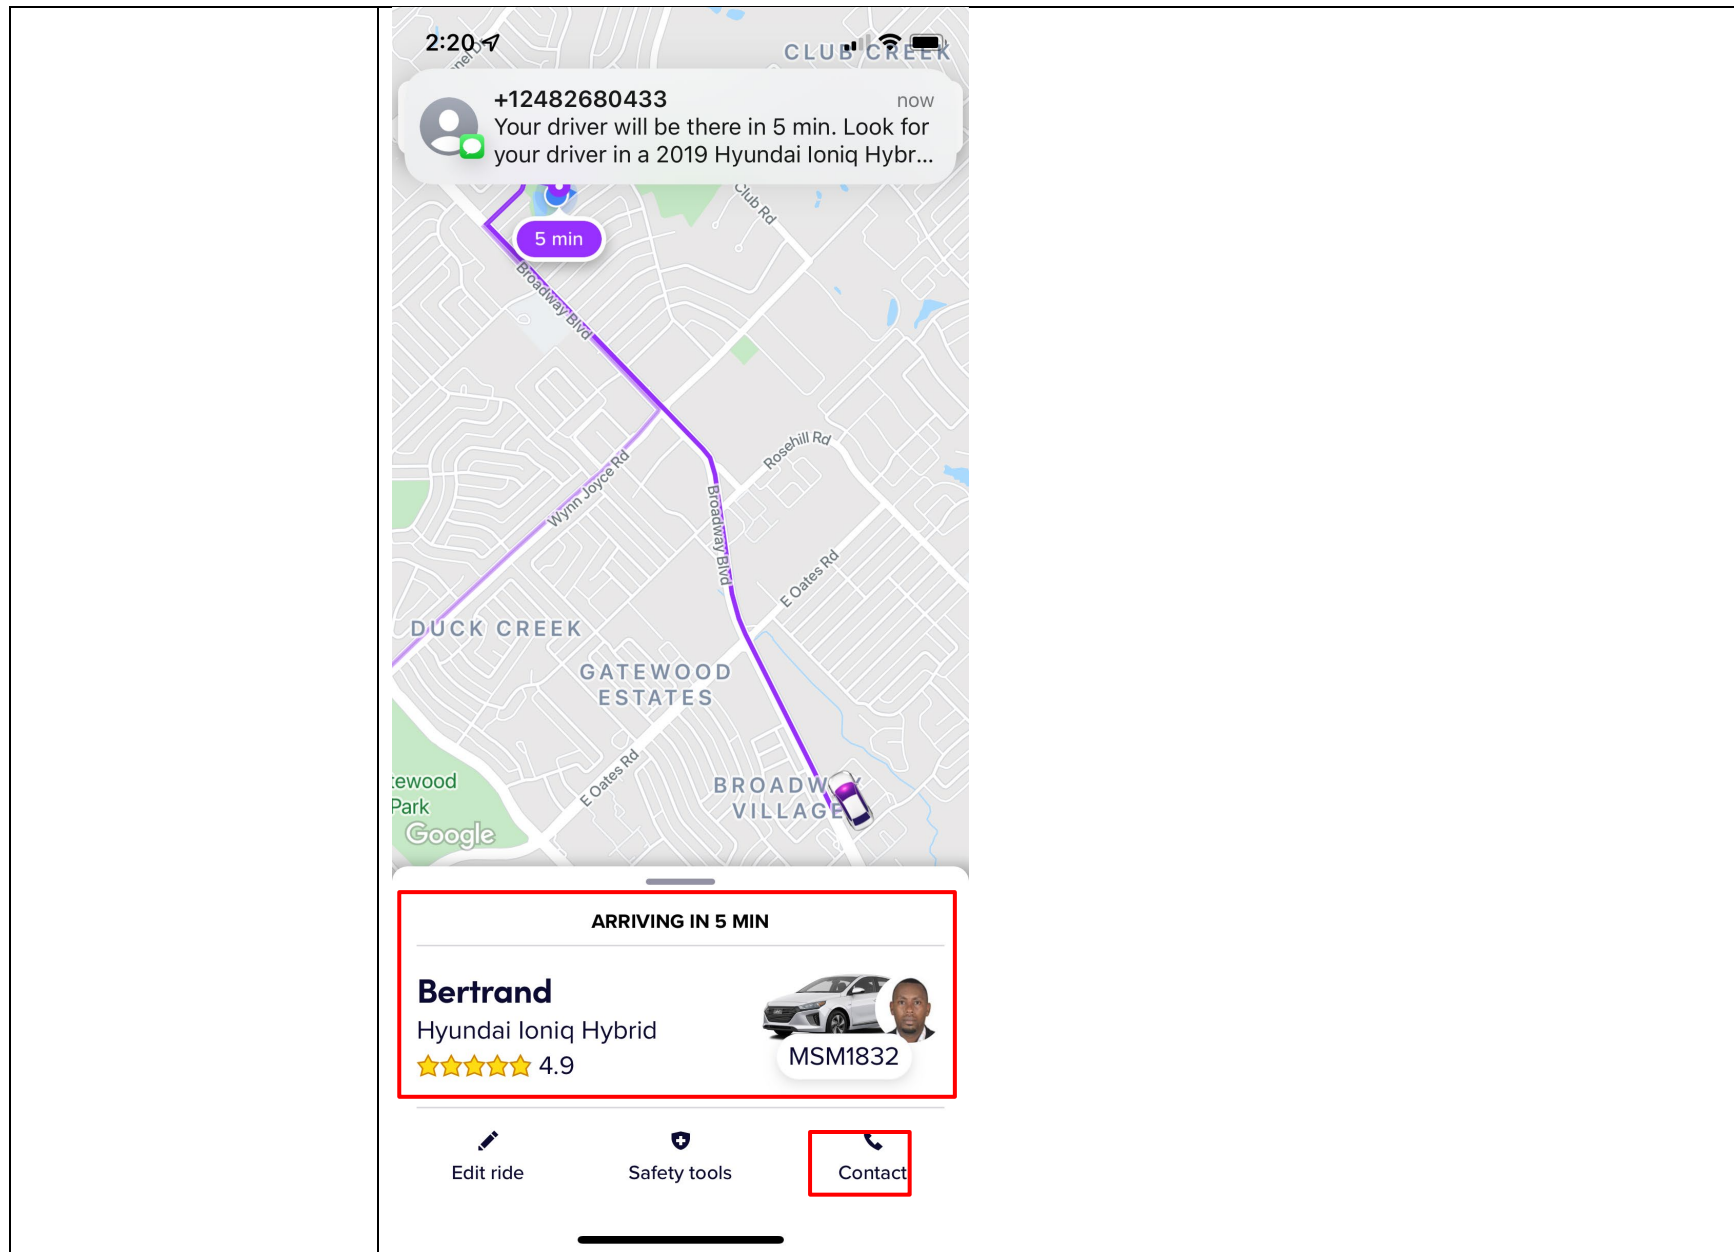 2:20
CLUB CREEK
+12482680433
now
Your driver will be there in 5 min. Look for
your driver in a 2019 Hyundai Ioniq Hybr...
Club Rd
5 min
Broadway Blvd
Rosehill Rd
Wynn Joyce Rd
Broadway Blvd
E Oates Rd
DUCK CREEK
GATEWOOD
ESTATES
E Oates Rd
tewood
Park
BROADW
VILLAGE
Google
ARRIVING IN 5 MIN
Bertrand
Hyundai Ioniq Hybrid
4.9
MSM1832
Edit ride
Safety tools
Contact